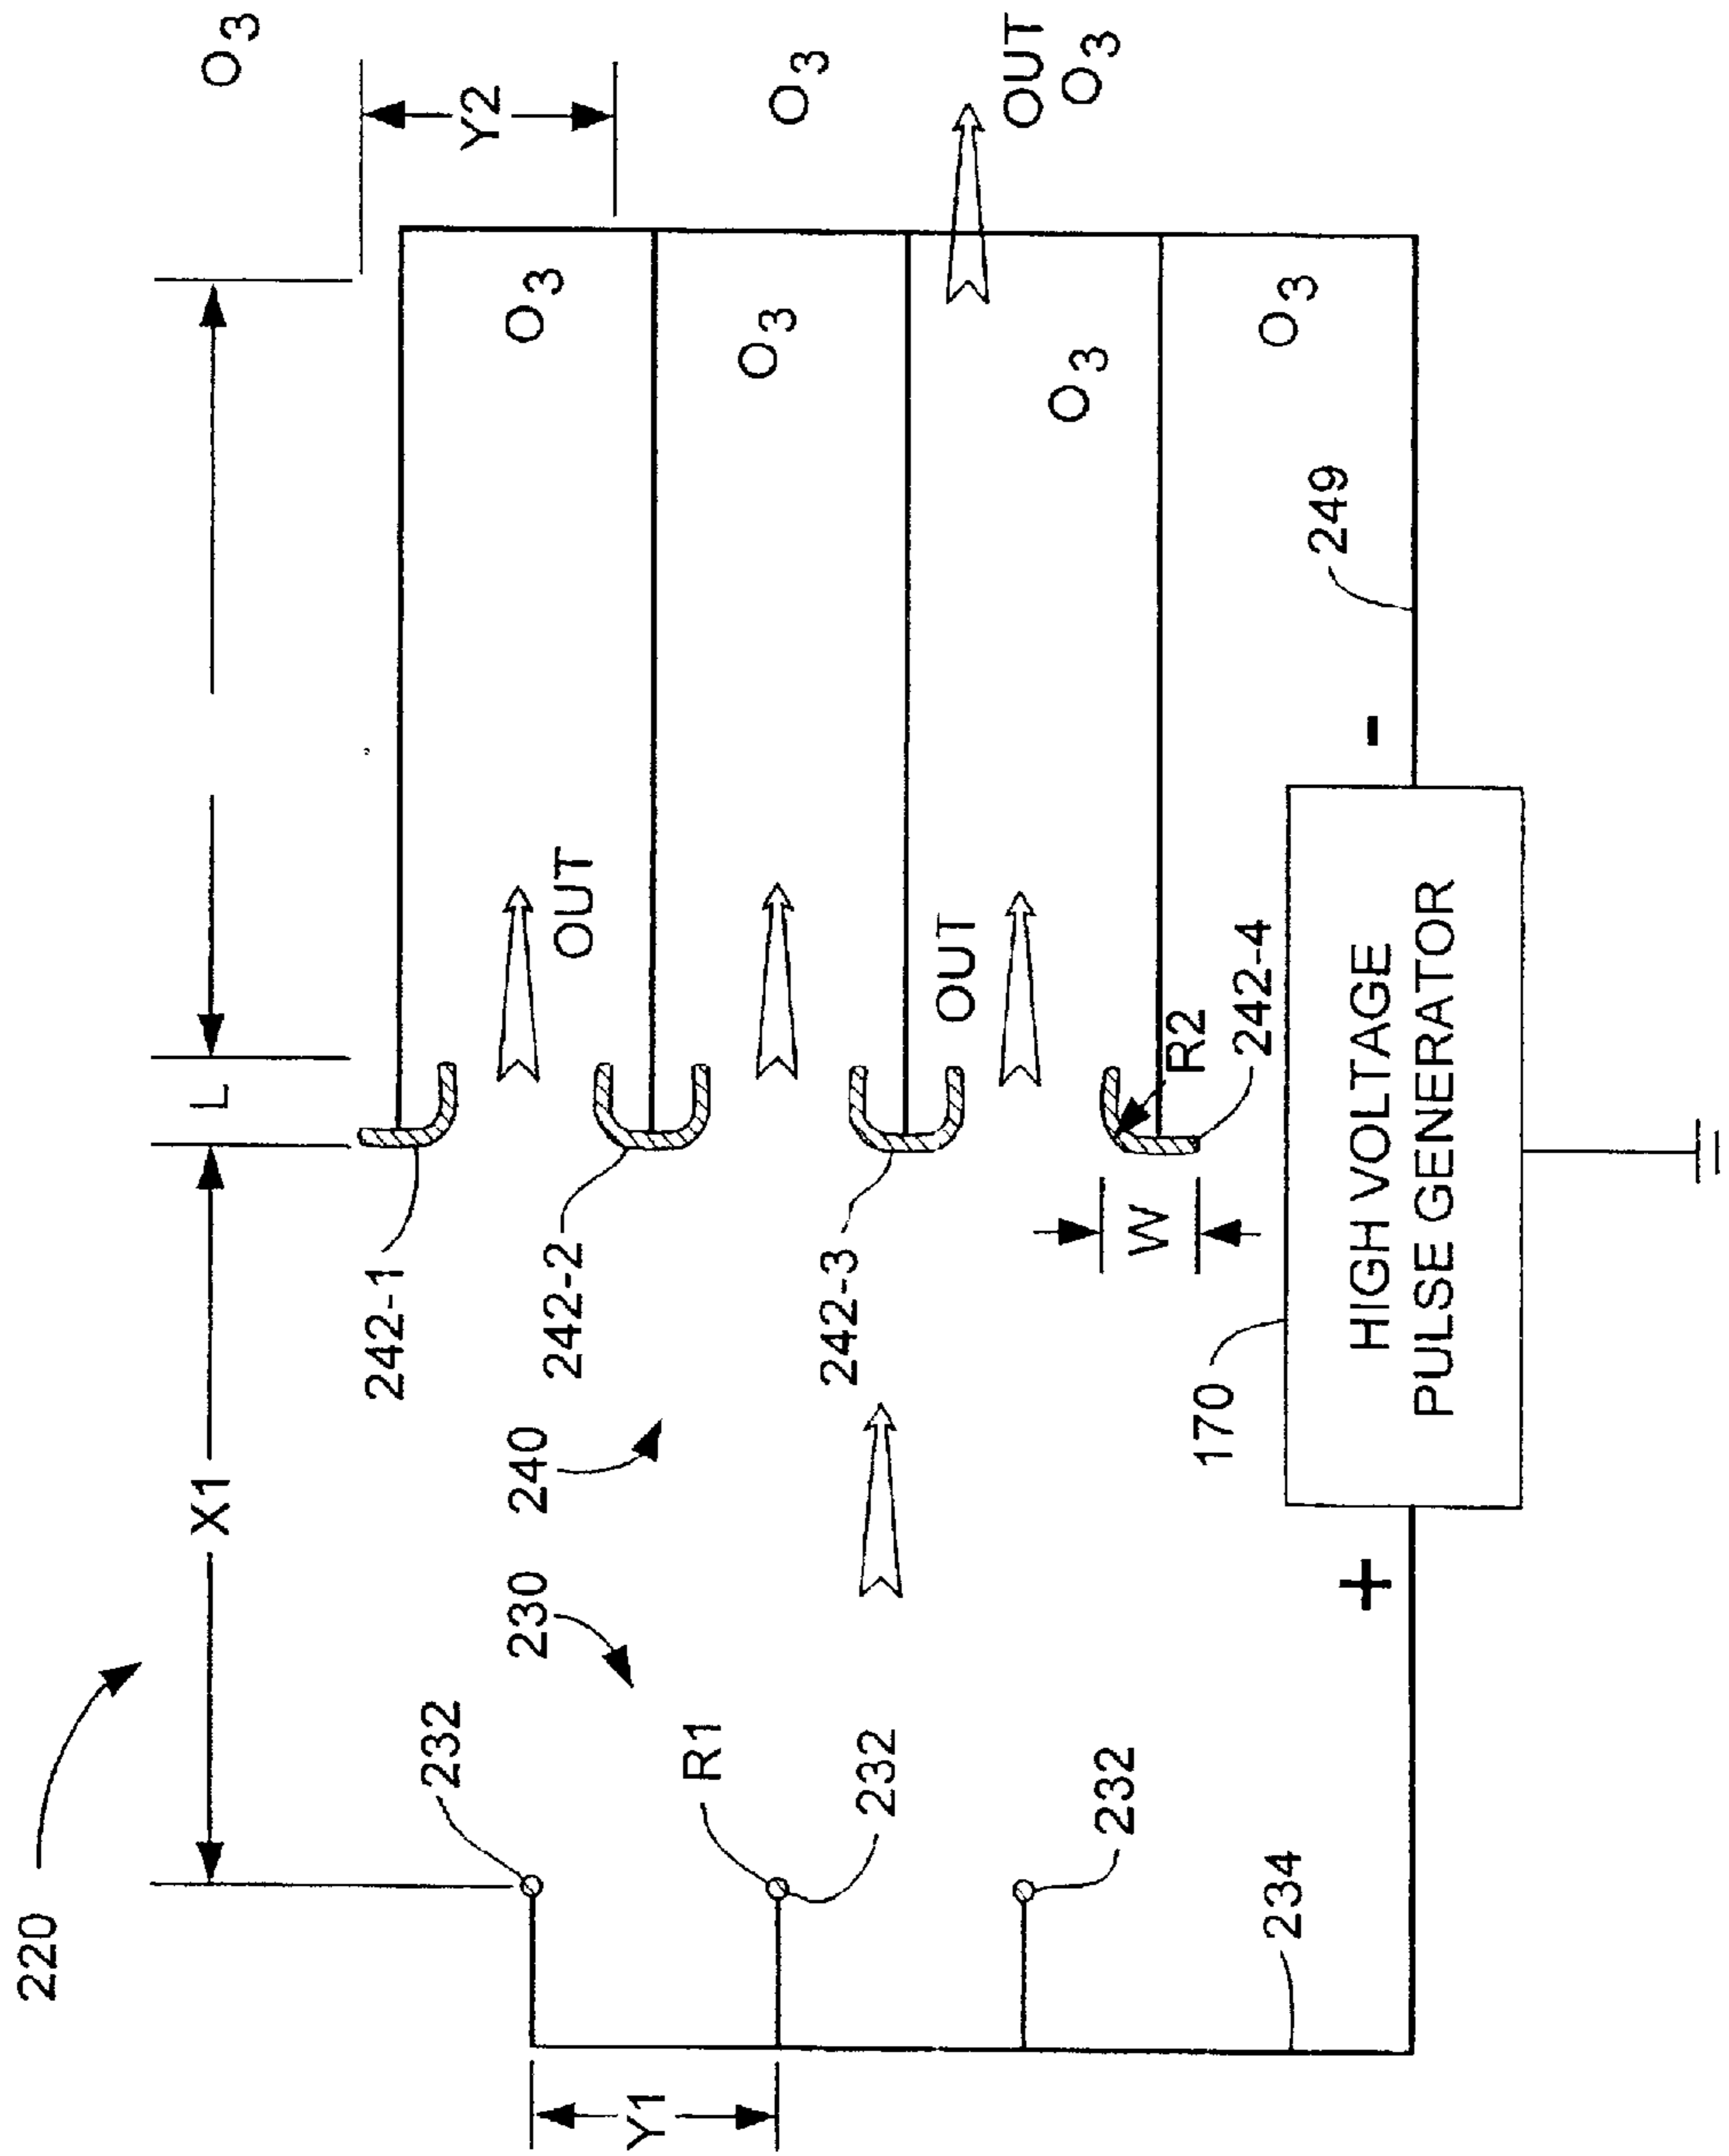 220
X1
L
O3
Y2
232
230
240
242-1
OUT
O3
R1
242-2
O3
O3
232
242-3
OUT
OUT
O3
O3
232
W
R2
242-4
O3
Y1
234
+
170
HIGH VOLTAGE
PULSE GENERATOR
-
249